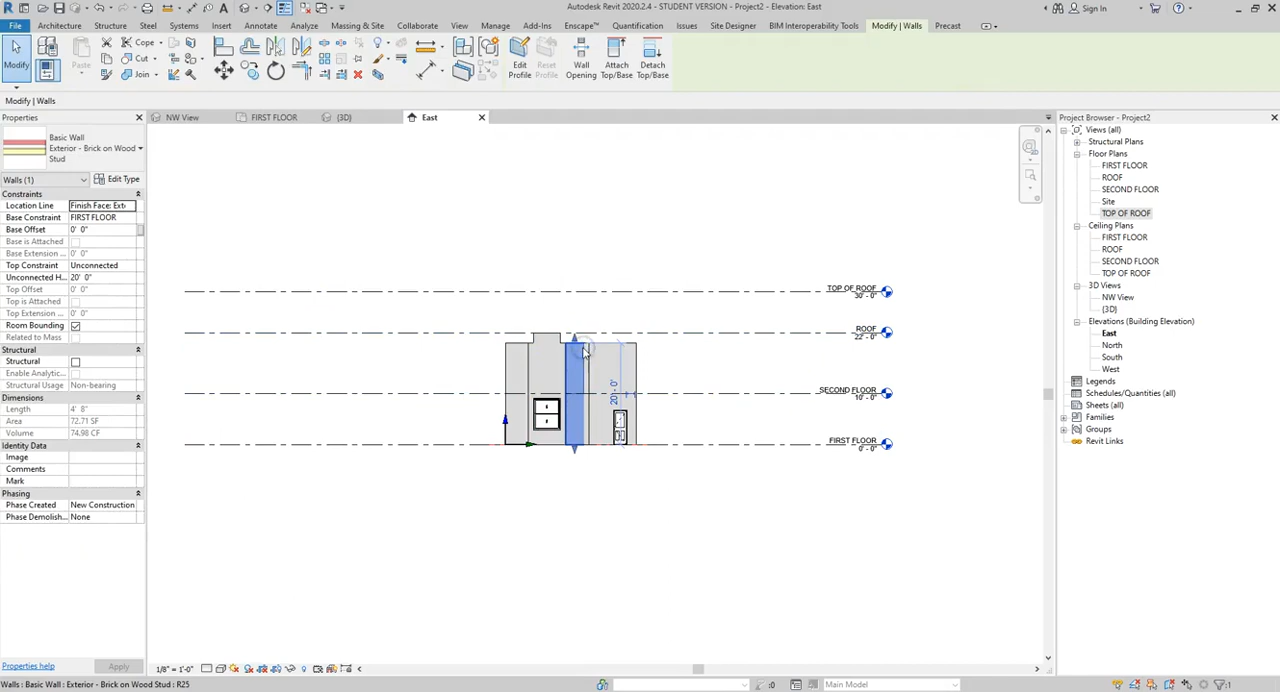 Autodesk Revit 2020.2.4 - STUDENT VERSION - Project2 - Elevation: East
Sign In
File Architecture Structure Steel Systems Insert Annotate Analyze Massing & Site Collaborate View Manage Add-Ins Enscape™ Quantification Issues Site Designer BIM Interoperability Tools Modify | Walls Precast
Modify
Paste
Cope
Cut
Join
Edit Profile
Reset Profile
Wall Opening
Attach Top/Base
Detach Top/Base
Modify | Walls
Properties
Basic Wall
Exterior - Brick on Wood Stud
Walls (1)
Edit Type
Constraints
Location Line Finish Face: Ext
Base Constraint FIRST FLOOR
Base Offset 0' 0"
Base is Attached
Base Extension ... 0' 0"
Top Constraint Unconnected
Unconnected H... 20' 0"
Top Offset 0' 0"
Top is Attached
Top Extension ... 0' 0"
Room Bounding
Related to Mass
Structural
Structural
Enable Analytic...
Structural Usage Non-bearing
Dimensions
Length 4' 8"
Area 72.71 SF
Volume 74.98 CF
Identity Data
Image
Comments
Mark
Phasing
Phase Created New Construction
Phase Demolish... None
Properties help
Apply
NW View
FIRST FLOOR
{3D}
East
TOP OF ROOF
30' - 0"
ROOF
22' - 0"
SECOND FLOOR
10' - 0"
FIRST FLOOR
0' - 0"
20' - 0"
Project Browser - Project2
Views (all)
Structural Plans
Floor Plans
FIRST FLOOR
ROOF
SECOND FLOOR
Site
TOP OF ROOF
Ceiling Plans
FIRST FLOOR
ROOF
SECOND FLOOR
TOP OF ROOF
3D Views
NW View
{3D}
Elevations (Building Elevation)
East
North
South
West
Legends
Schedules/Quantities (all)
Sheets (all)
Families
Groups
Revit Links
1/8" = 1'-0"
Walls : Basic Wall : Exterior - Brick on Wood Stud : R25
:0
Main Model
:1